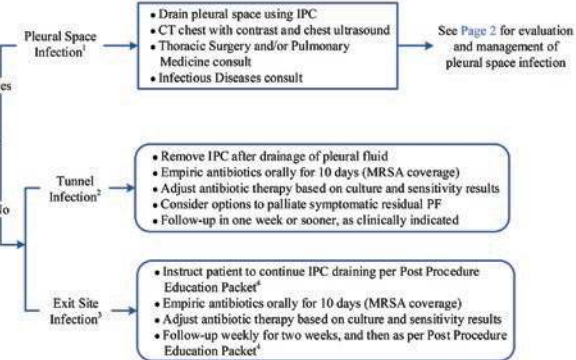 Pleural Space
Infection¹
• Drain pleural space using IPC
• CT chest with contrast and chest ultrasound
• Thoracic Surgery and/or Pulmonary
Medicine consult
• Infectious Diseases consult
See Page 2 for evaluation
and management of
pleural space infection
es
Tunnel
Infection²
• Remove IPC after drainage of pleural fluid
• Empiric antibiotics orally for 10 days (MRSA coverage)
• Adjust antibiotic therapy based on culture and sensitivity results
• Consider options to palliate symptomatic residual PF
• Follow-up in one week or sooner, as clinically indicated
o
Exit Site
Infection³
• Instruct patient to continue IPC draining per Post Procedure
Education Packet⁴
• Empiric antibiotics orally for 10 days (MRSA coverage)
• Adjust antibiotic therapy based on culture and sensitivity results
• Follow-up weekly for two weeks, and then as per Post Procedure
Education Packet⁴